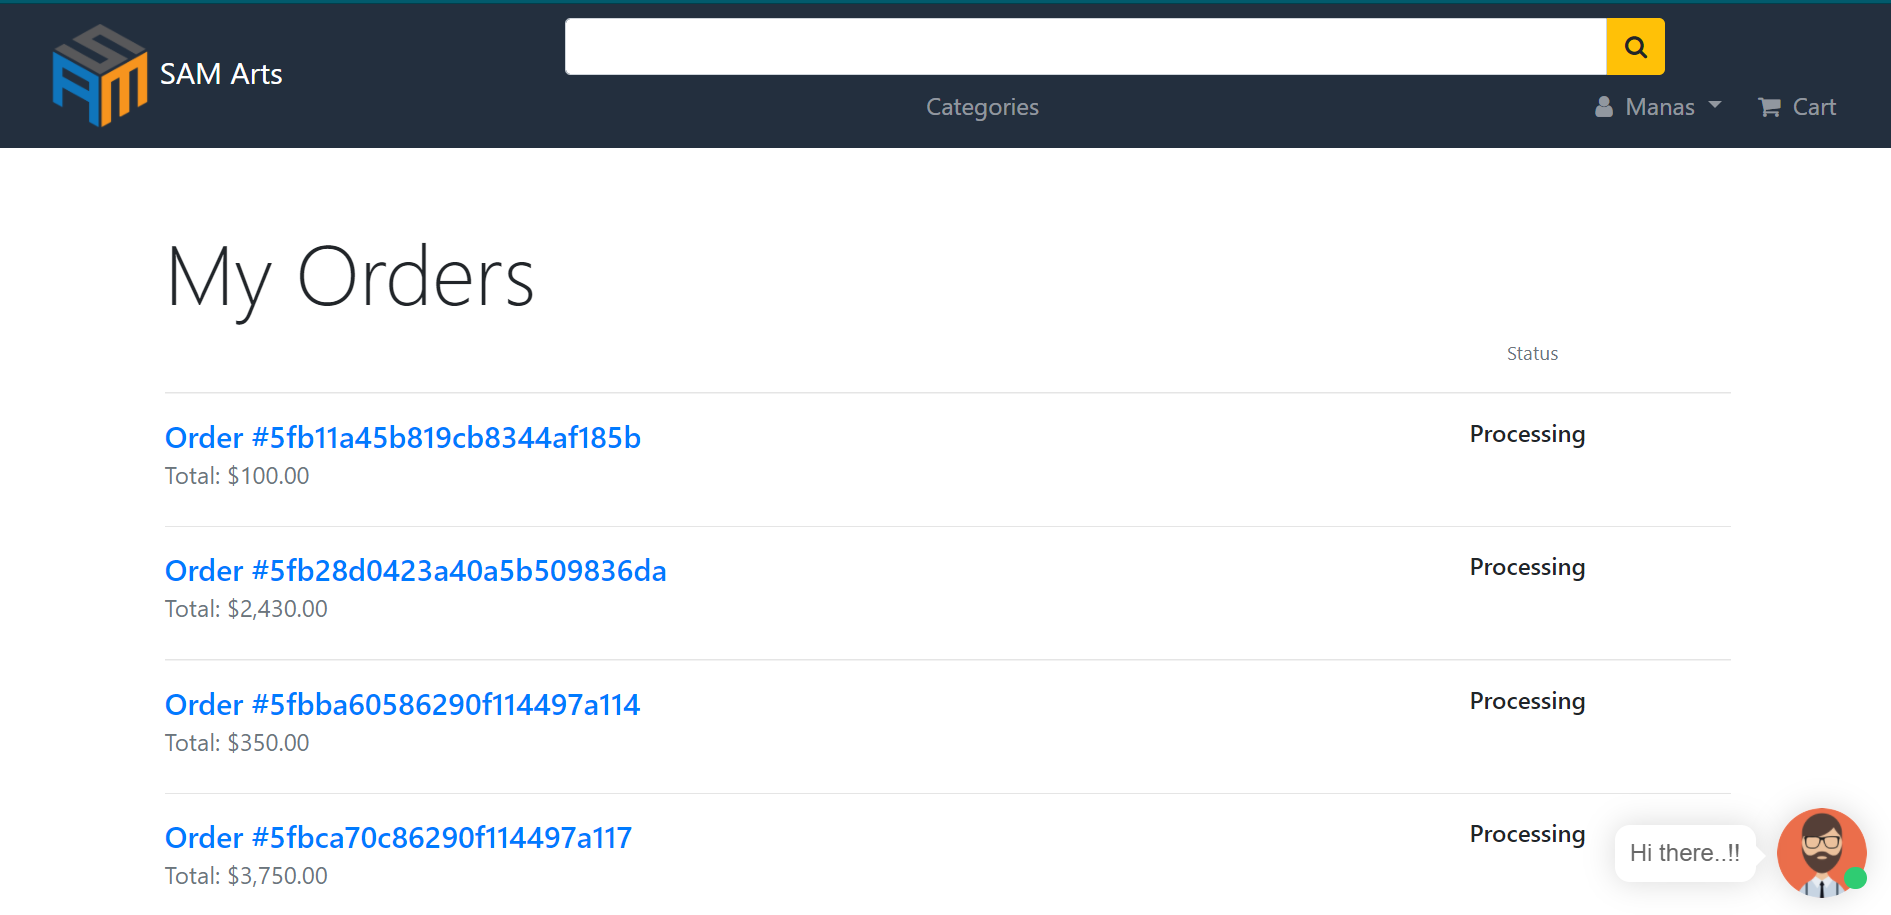 SAM Arts
Categories
Manas
Cart
My Orders
Status
Order #5fb11a45b819cb8344af185b
Processing
Total: $100.00
Order #5fb28d0423a40a5b509836da
Processing
Total: $2,430.00
Order #5fbba60586290f114497a114
Processing
Total: $350.00
Order #5fbca70c86290f114497a117
Processing
Total: $3,750.00
Hi there..!!